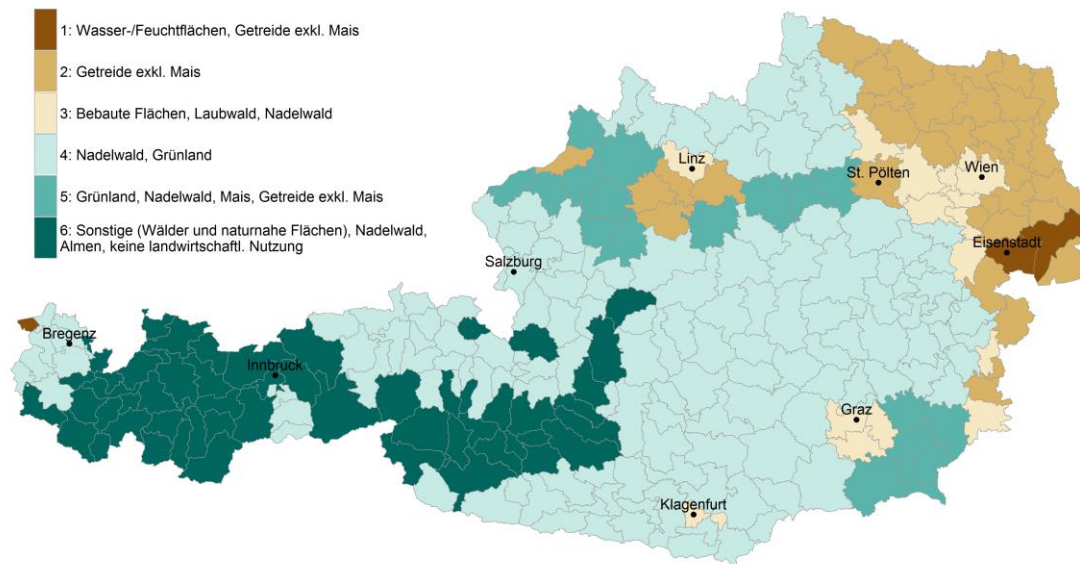 1: Wasser-/Feuchtflächen, Getreide exkl. Mais
2: Getreide exkl. Mais
3: Bebaute Flächen, Laubwald, Nadelwald
4: Nadelwald, Grünland
5: Grünland, Nadelwald, Mais, Getreide exkl. Mais
6: Sonstige (Wälder und naturnahe Flächen), Nadelwald,
Almen, keine landwirtschaftl. Nutzung
Linz
St. Pölten
Wien
Eisenstadt
Salzburg
Bregenz
Innbruck
Graz
Klagenfurt